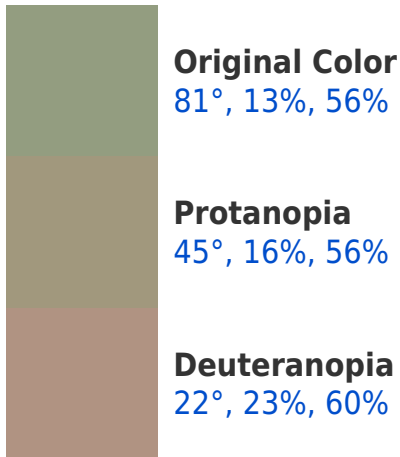 Original Color
81°, 13%, 56%
Protanopia
45°, 16%, 56%
Deuteranopia
22°, 23%, 60%